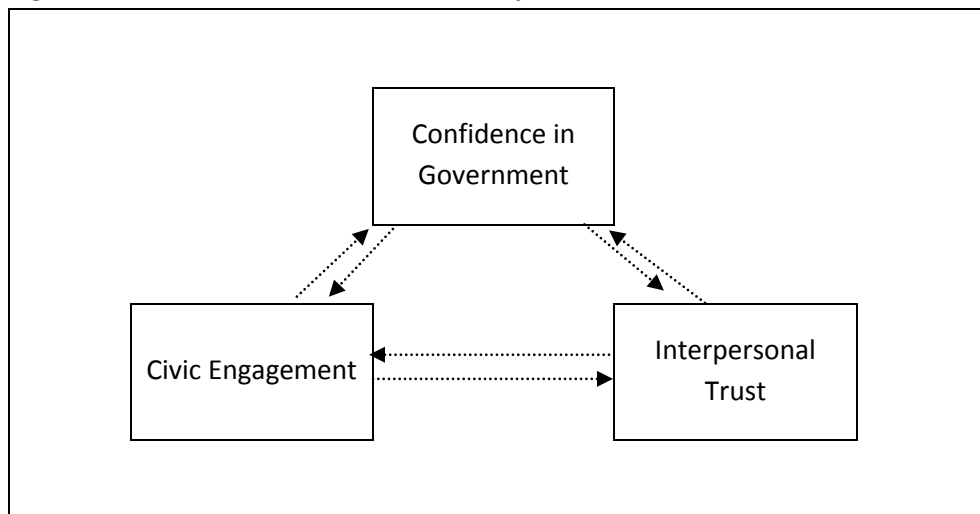 Confidence in
Government
Civic Engagement
Interpersonal
Trust